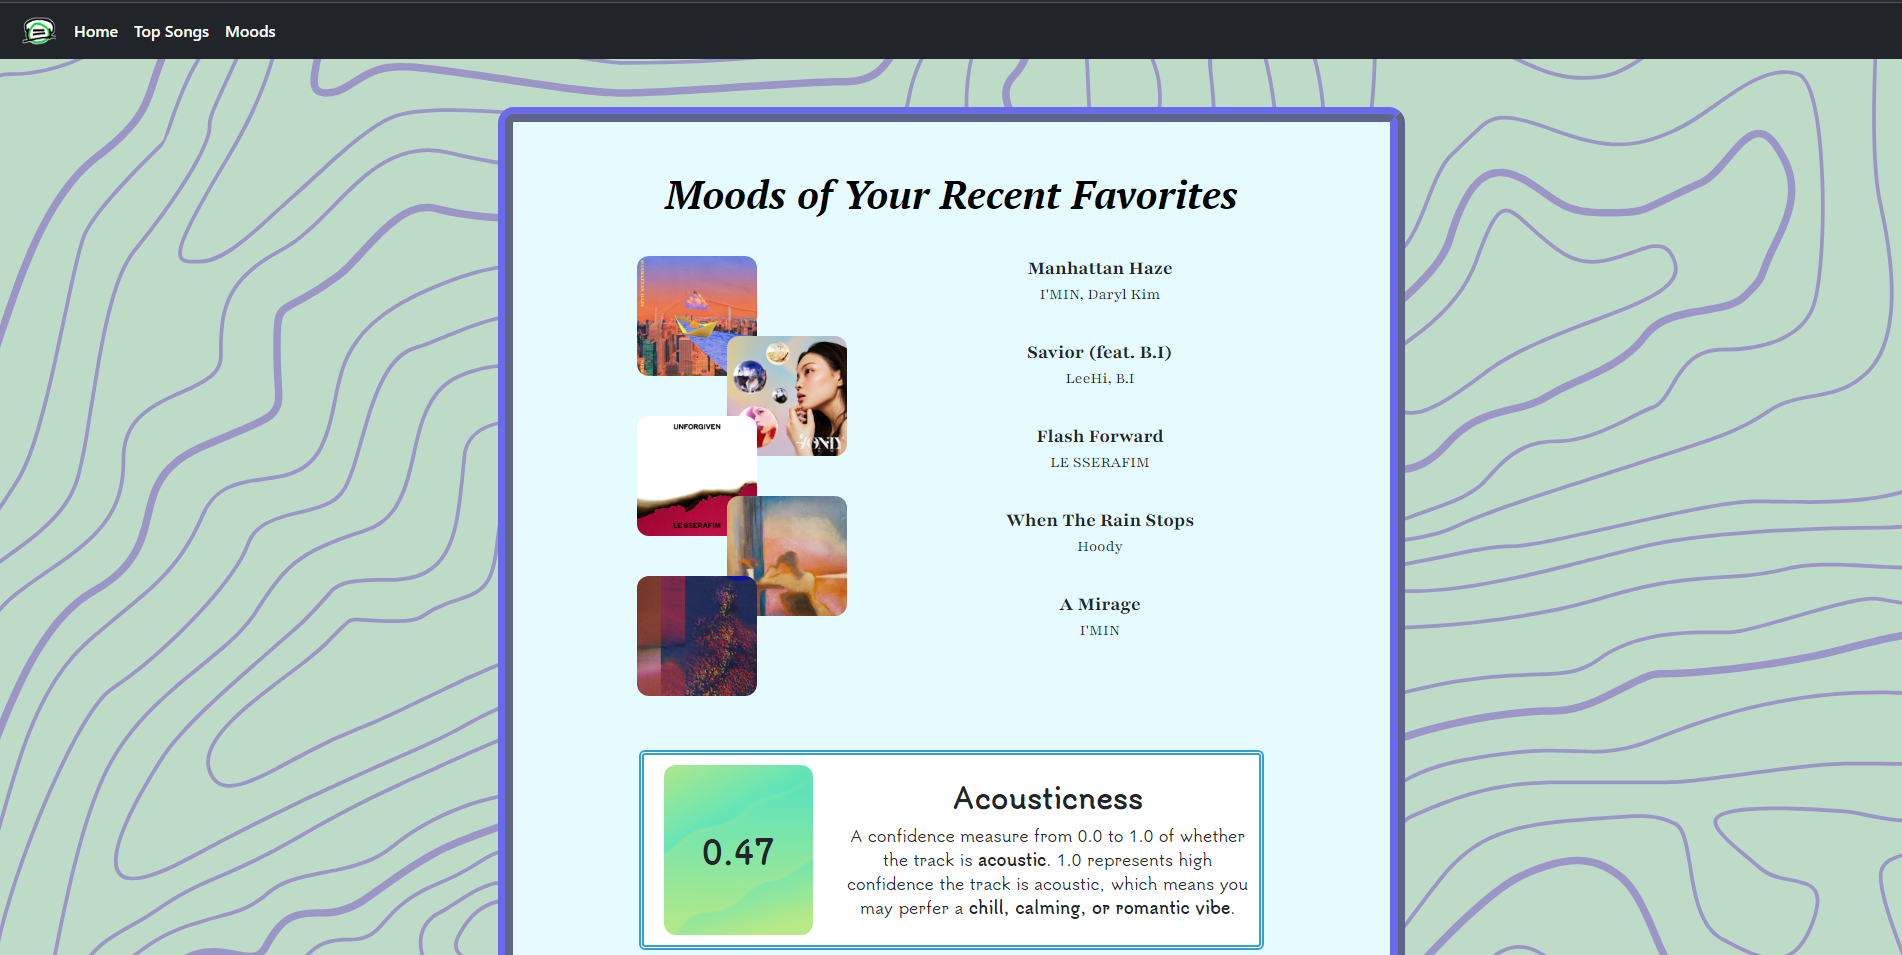 Home Top Songs Moods
Moods of Your Recent Favorites
Manhattan Haze
I'MIN, Daryl Kim
Savior (feat. B.I)
LeeHi, B.I
Flash Forward
LE SSERAFIM
When The Rain Stops
Hoody
A Mirage
I'MIN
UNFORGIVEN
LE SSERAFIM
4ONLY
0.47
Acousticness
A confidence measure from 0.0 to 1.0 of whether
the track is acoustic. 1.0 represents high
confidence the track is acoustic, which means you
may perfer a chill, calming, or romantic vibe.